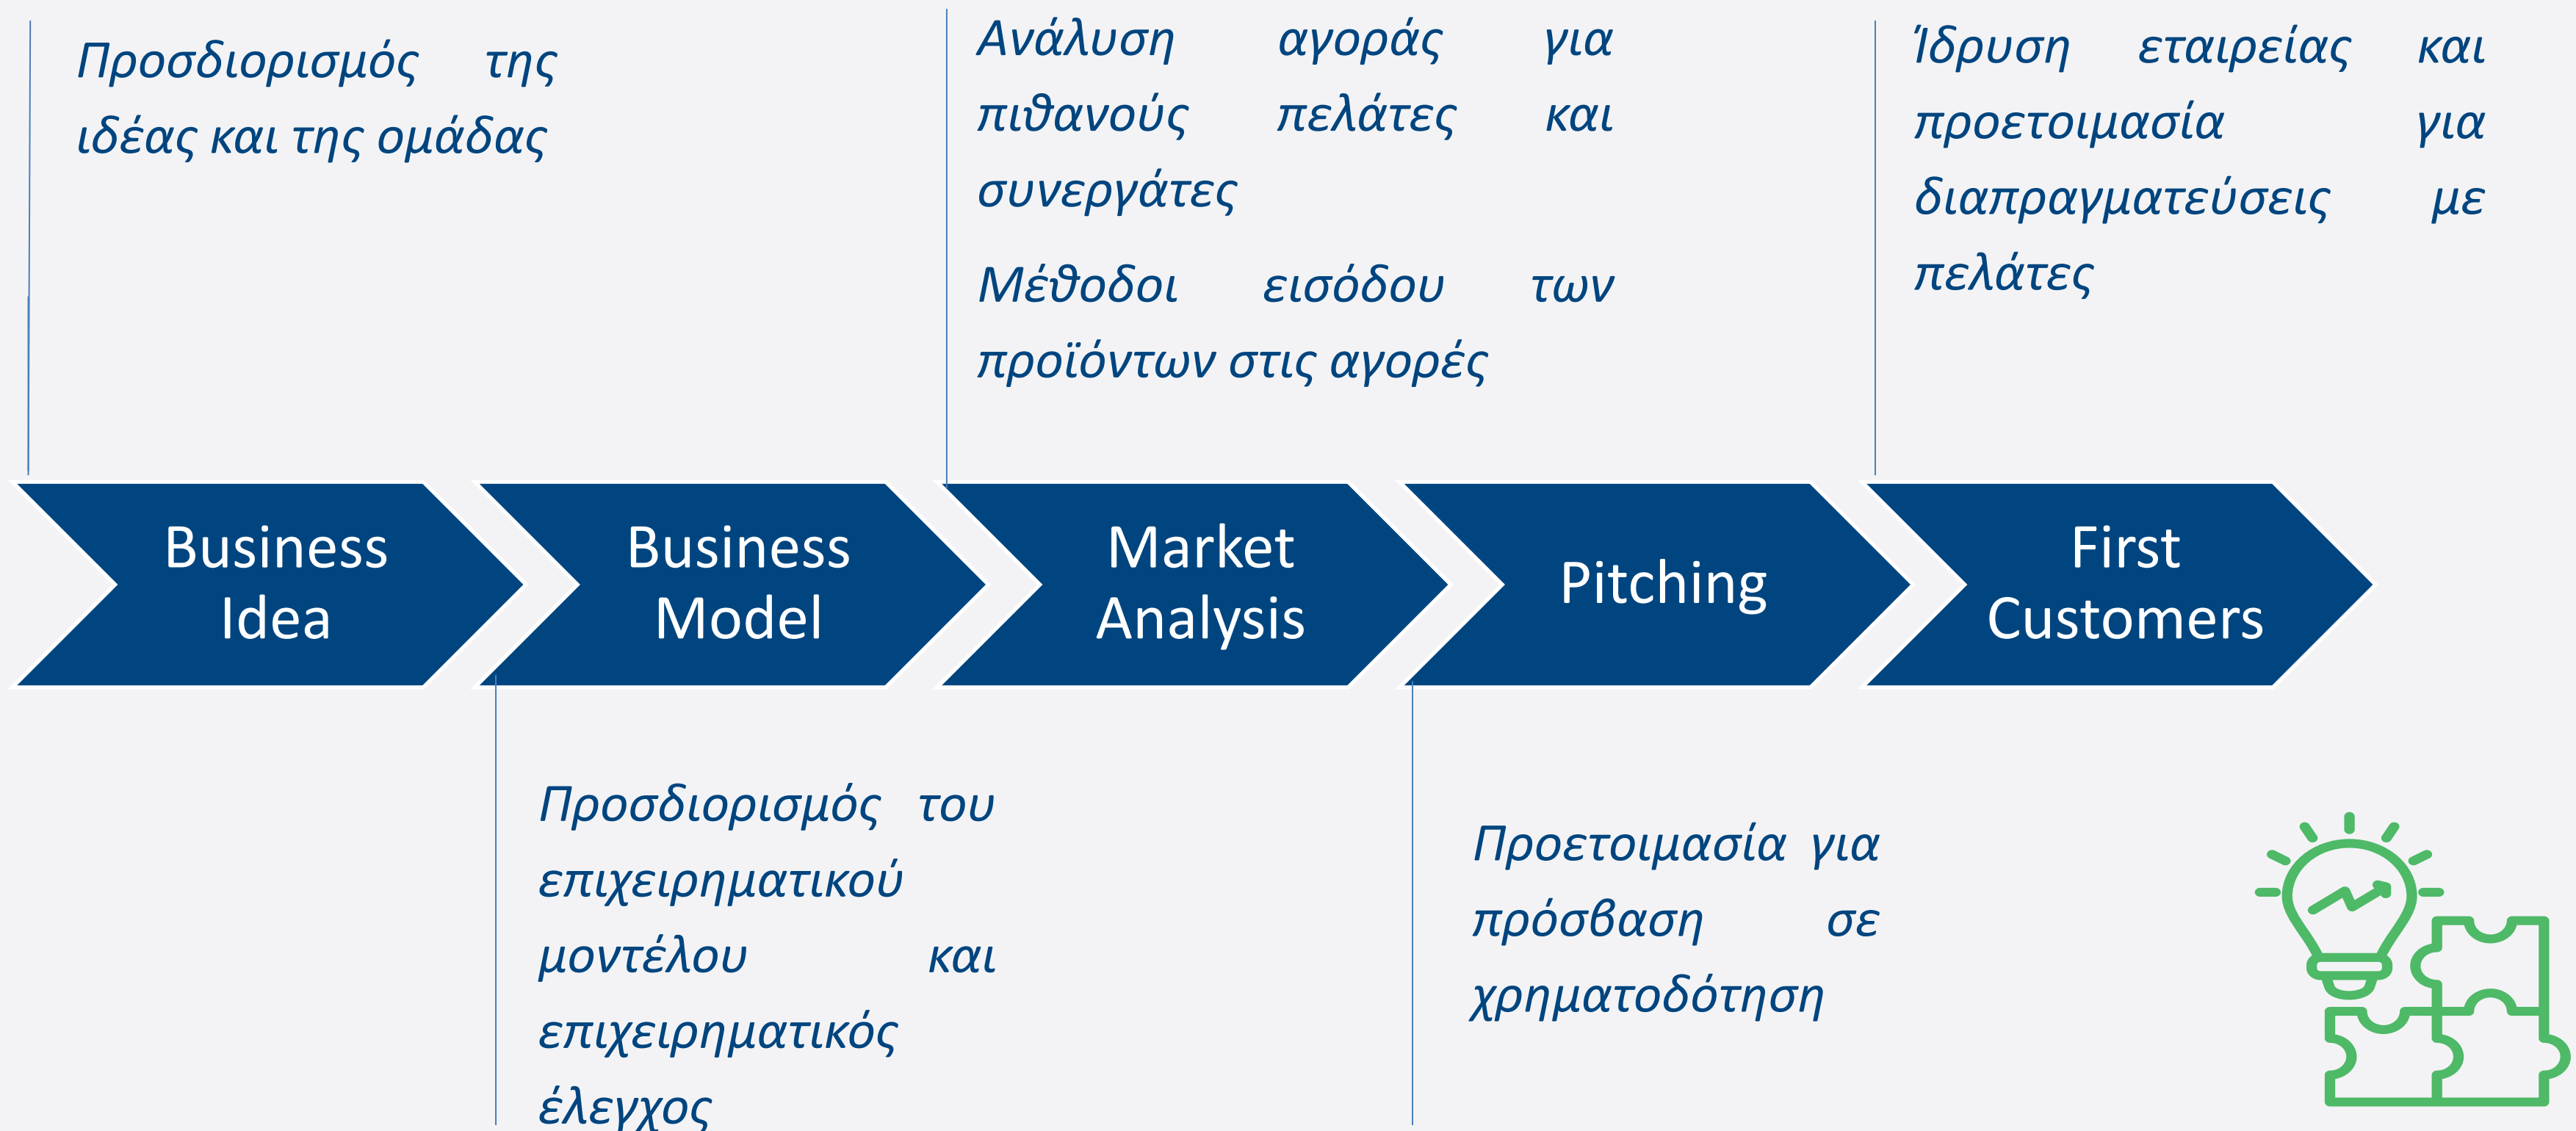 Προσδιορισμός της
ιδέας και της ομάδας
Ανάλυση αγοράς για
πιθανούς πελάτες και
συνεργάτες
Μέθοδοι εισόδου των
προϊόντων στις αγορές
Ίδρυση εταιρείας και
προετοιμασία για
διαπραγματεύσεις με
πελάτες
Business
Idea
Business
Model
Market
Analysis
Pitching
First
Customers
Προσδιορισμός του
επιχειρηματικού
μοντέλου και
επιχειρηματικός
έλεγχος
Προετοιμασία για
πρόσβαση σε
χρηματοδότηση